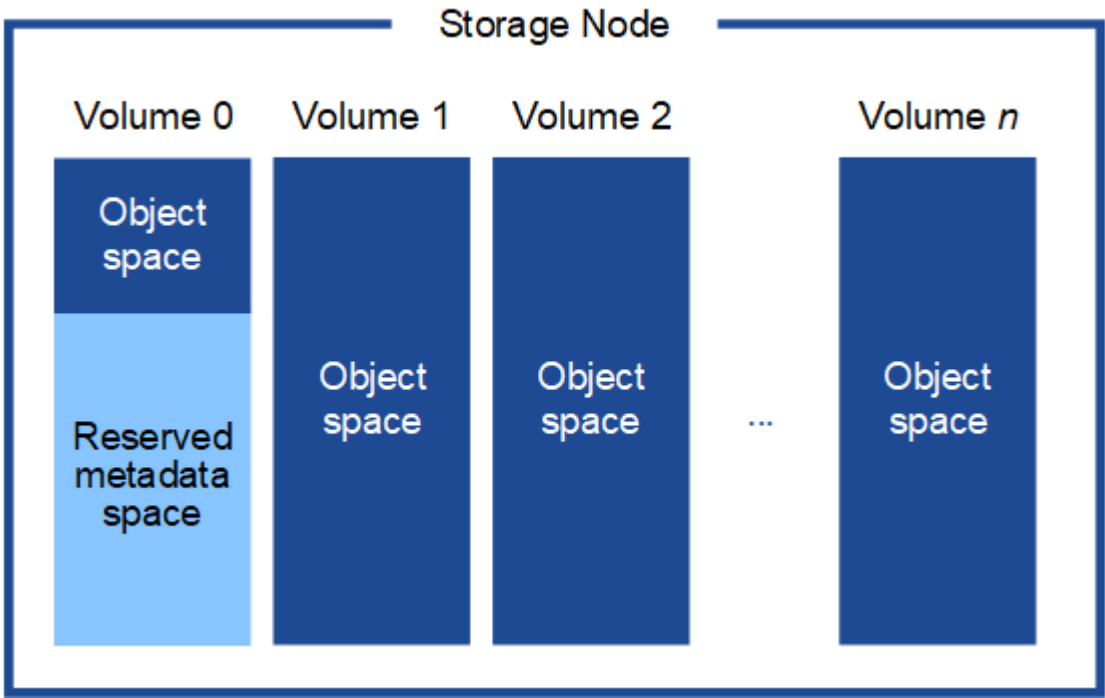 Storage Node
Volume 0
Volume 1
Volume 2
Volume n
Object
space
Reserved
metadata
space
Object
space
Object
space
...
Object
space